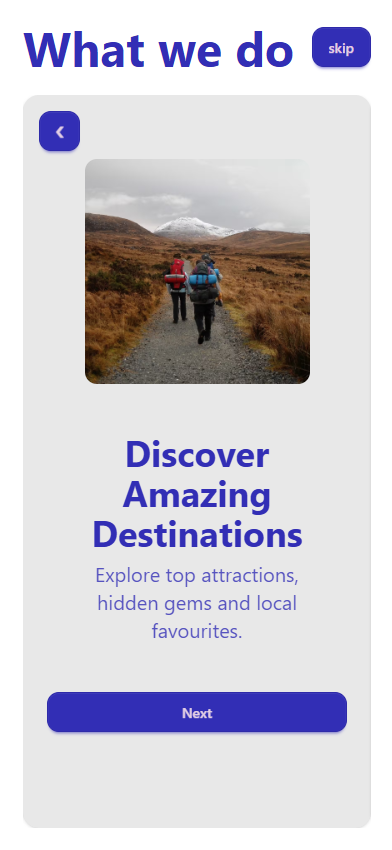 What we do
skip
‹
Discover
Amazing
Destinations
Explore top attractions,
hidden gems and local
favourites.
Next